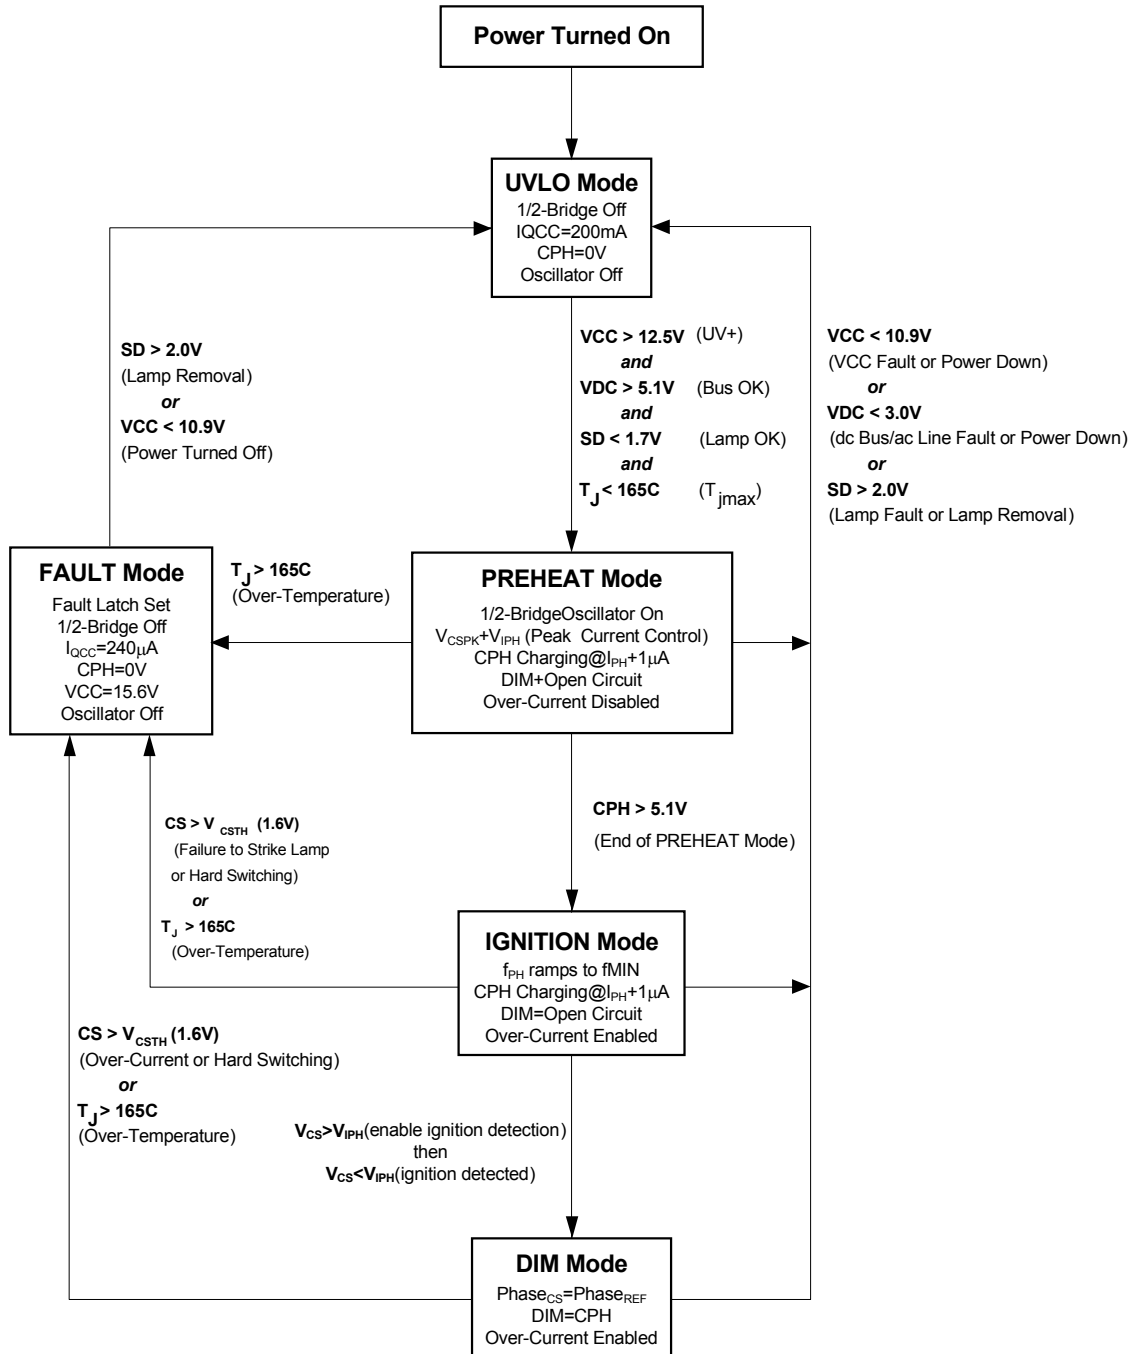 Power Turned On
UVLO Mode
1/2-Bridge Off
IQCC=200mA
CPH=0V
Oscillator Off
SD > 2.0V
(Lamp Removal)
or
VCC < 10.9V
(Power Turned Off)
VCC > 12.5V (UV+)
and
VDC > 5.1V (Bus OK)
and
SD < 1.7V (Lamp OK)
and
TJ < 165C (Tjmax)
VCC < 10.9V
(VCC Fault or Power Down)
or
VDC < 3.0V
(dc Bus/ac Line Fault or Power Down)
or
SD > 2.0V
(Lamp Fault or Lamp Removal)
FAULT Mode
Fault Latch Set
1/2-Bridge Off
IQCC=240µA
CPH=0V
VCC=15.6V
Oscillator Off
TJ > 165C
(Over-Temperature)
PREHEAT Mode
1/2-BridgeOscillator On
VCSPK+VIPH (Peak Current Control)
CPH Charging@IPH+1µA
DIM+Open Circuit
Over-Current Disabled
CPH > 5.1V
(End of PREHEAT Mode)
CS > VCSTH (1.6V)
(Failure to Strike Lamp
or Hard Switching)
or
TJ > 165C
(Over-Temperature)
IGNITION Mode
fPH ramps to fMIN
CPH Charging@IPH+1µA
DIM=Open Circuit
Over-Current Enabled
CS > VCSTH (1.6V)
(Over-Current or Hard Switching)
or
TJ > 165C
(Over-Temperature)
VCS>VIPH(enable ignition detection)
then
VCS<VIPH(ignition detected)
DIM Mode
PhaseCS=PhaseREF
DIM=CPH
Over-Current Enabled